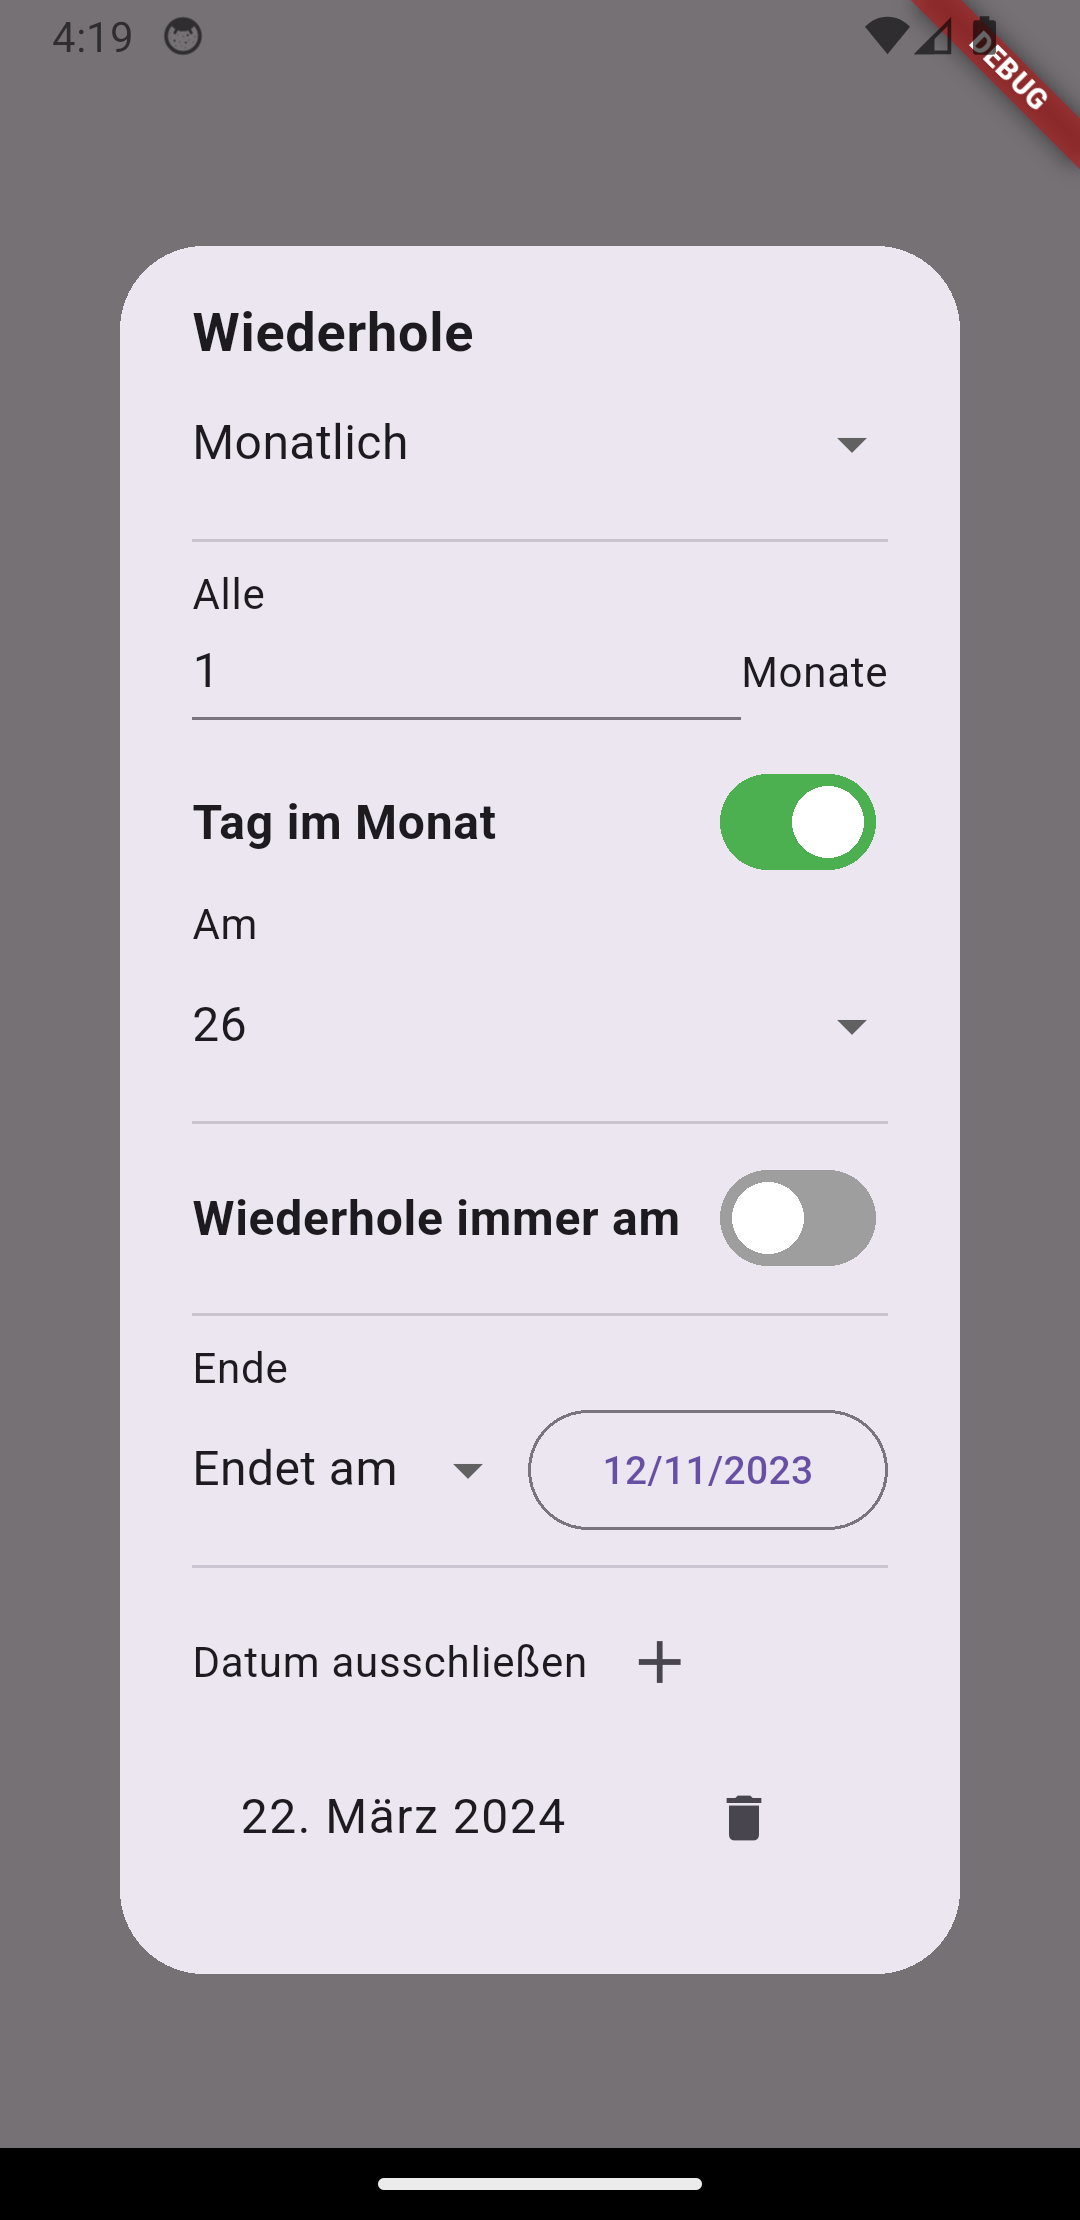 4:19
DEBUG
Wiederhole
Monatlich
Alle
1 Monate
Tag im Monat
Am
26
Wiederhole immer am
Ende
Endet am 12/11/2023
Datum ausschließen
22. März 2024